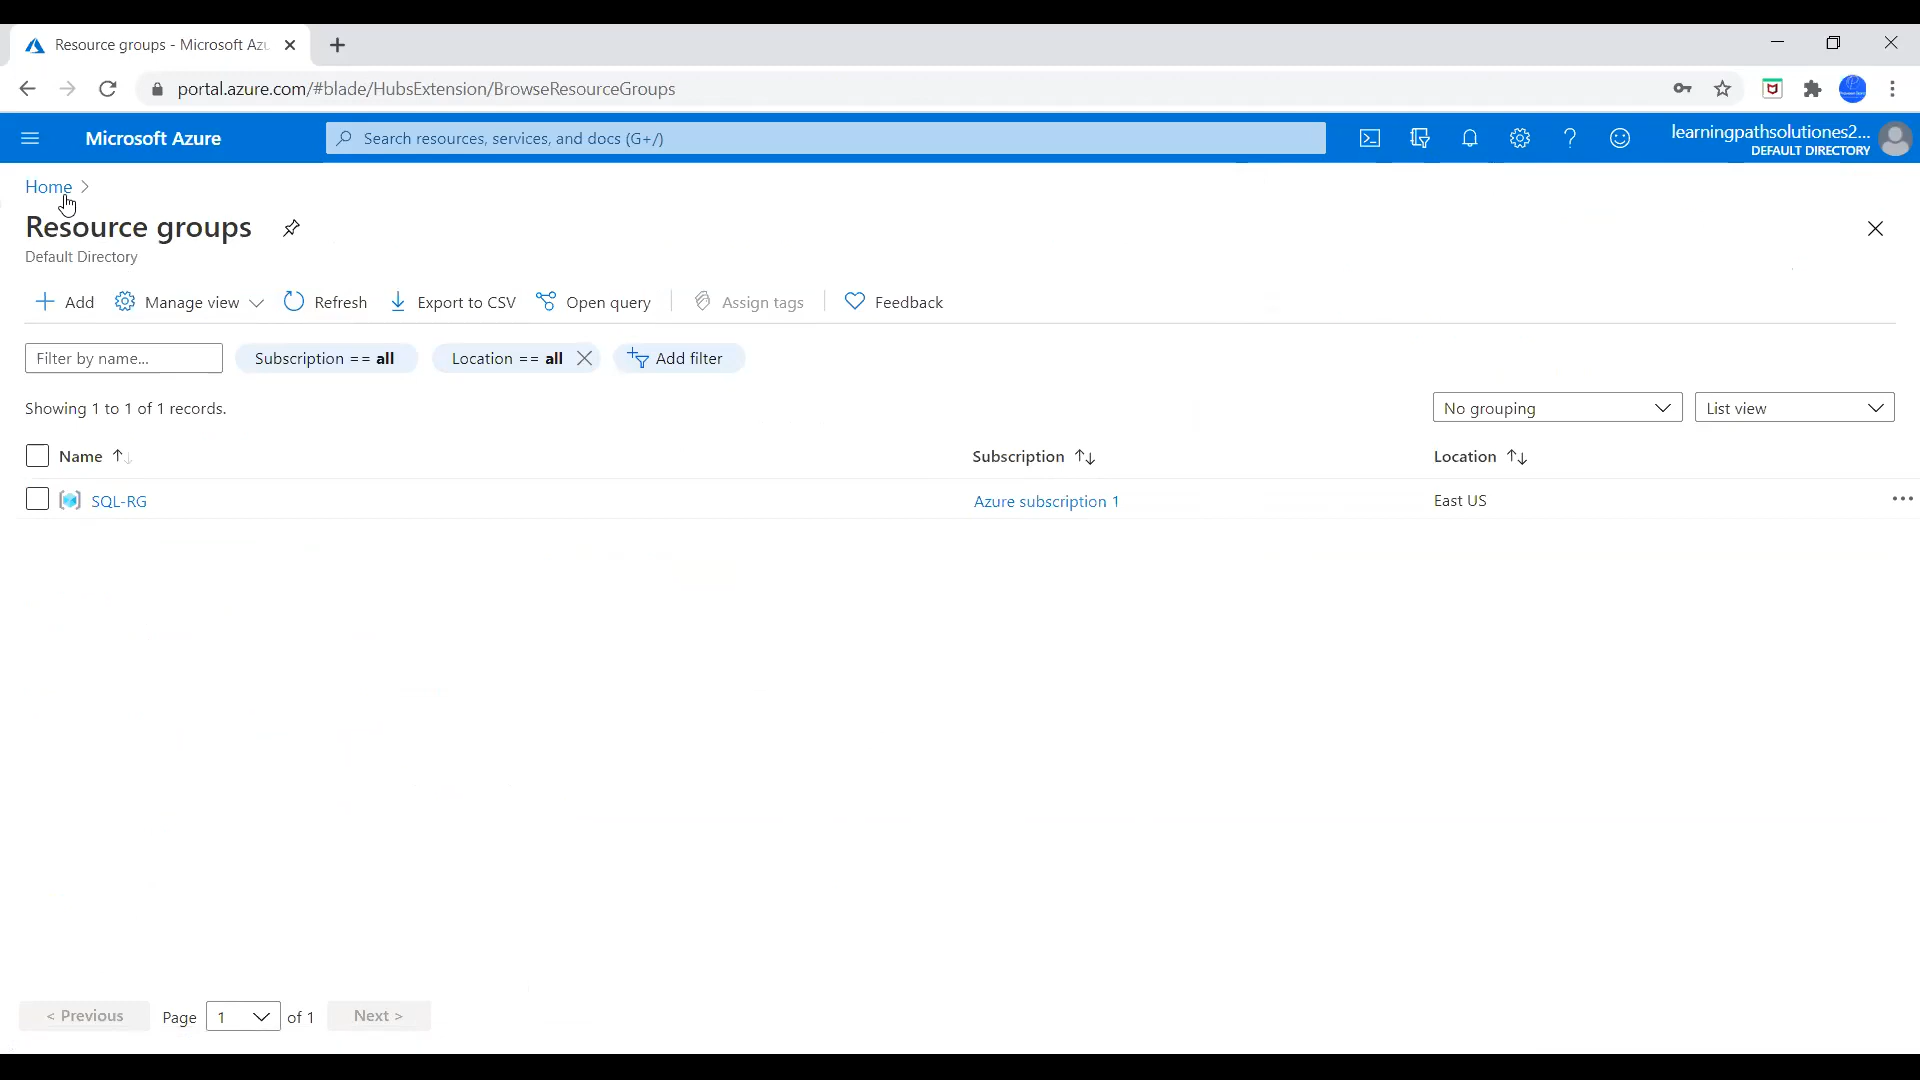 Resource groups - Microsoft Azu
portal.azure.com/#blade/HubsExtension/BrowseResourceGroups
Microsoft Azure
Search resources, services, and docs (G+/)
learningpathsolutiones2...
DEFAULT DIRECTORY
Home
Resource groups
Default Directory
Add
Manage view
Refresh
Export to CSV
Open query
Assign tags
Feedback
Filter by name...
Subscription == all
Location == all
Add filter
Showing 1 to 1 of 1 records.
No grouping
List view
Name
Subscription
Location
SQL-RG
Azure subscription 1
East US
< Previous
Page 1 of 1
Next >